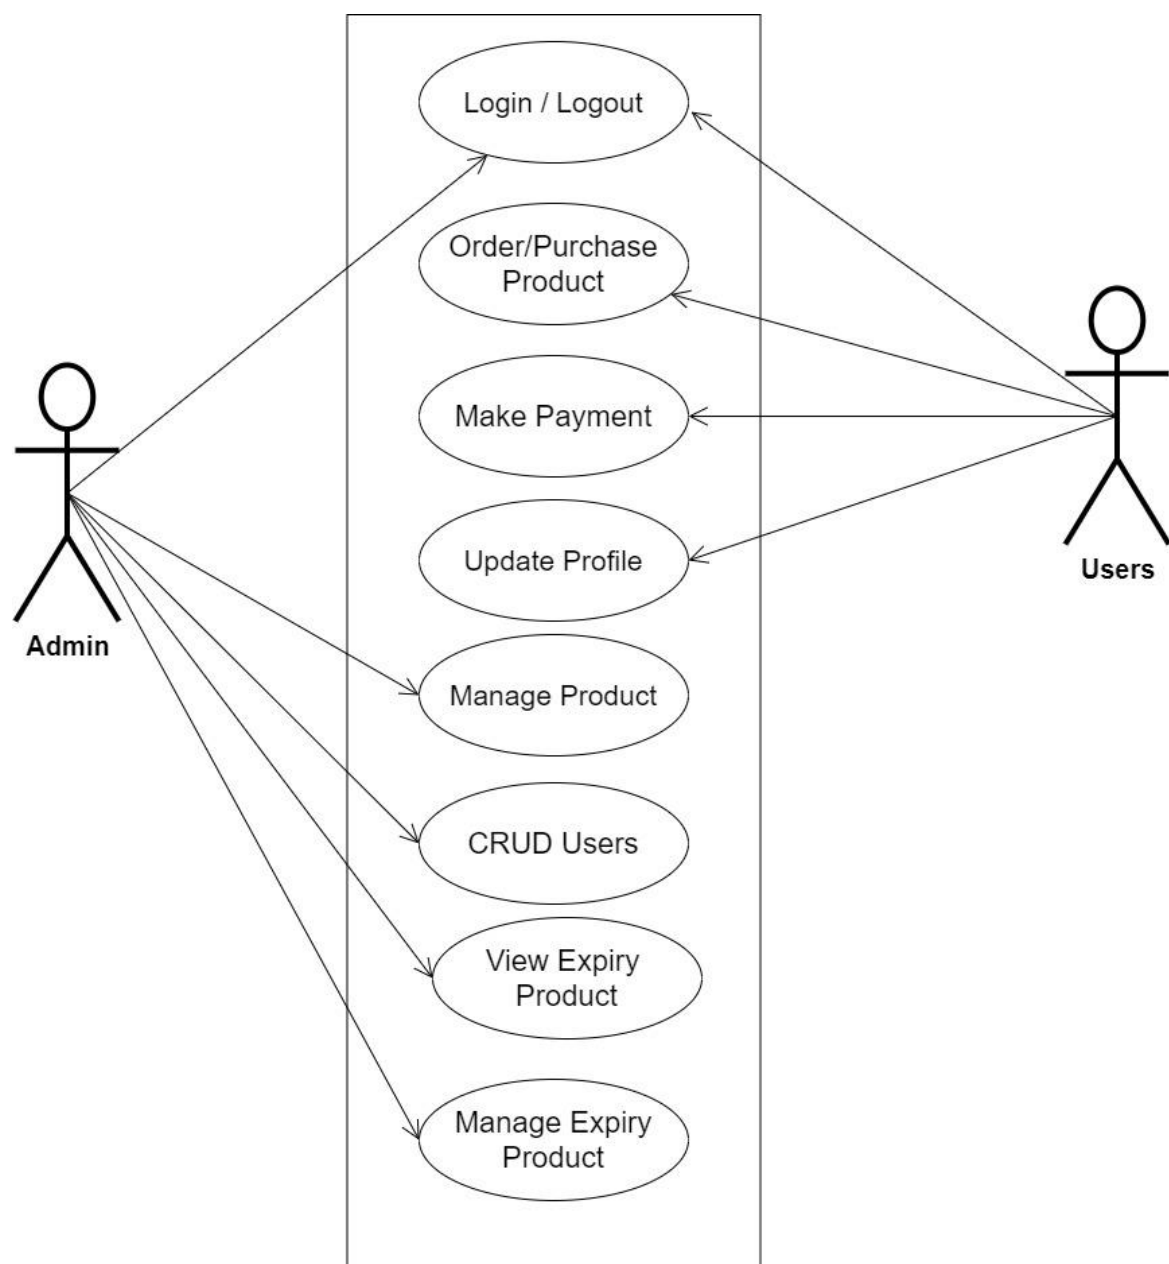 Login / Logout
Order/Purchase
Product
Make Payment
Update Profile
Users
Admin
Manage Product
CRUD Users
View Expiry
Product
Manage Expiry
Product